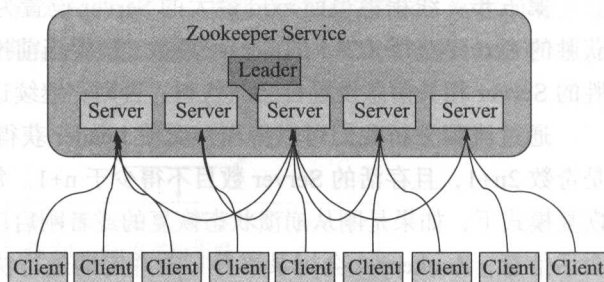 Zookeeper Service
Leader
Server Server Server Server Server
Client Client Client Client Client Client Client Client Client